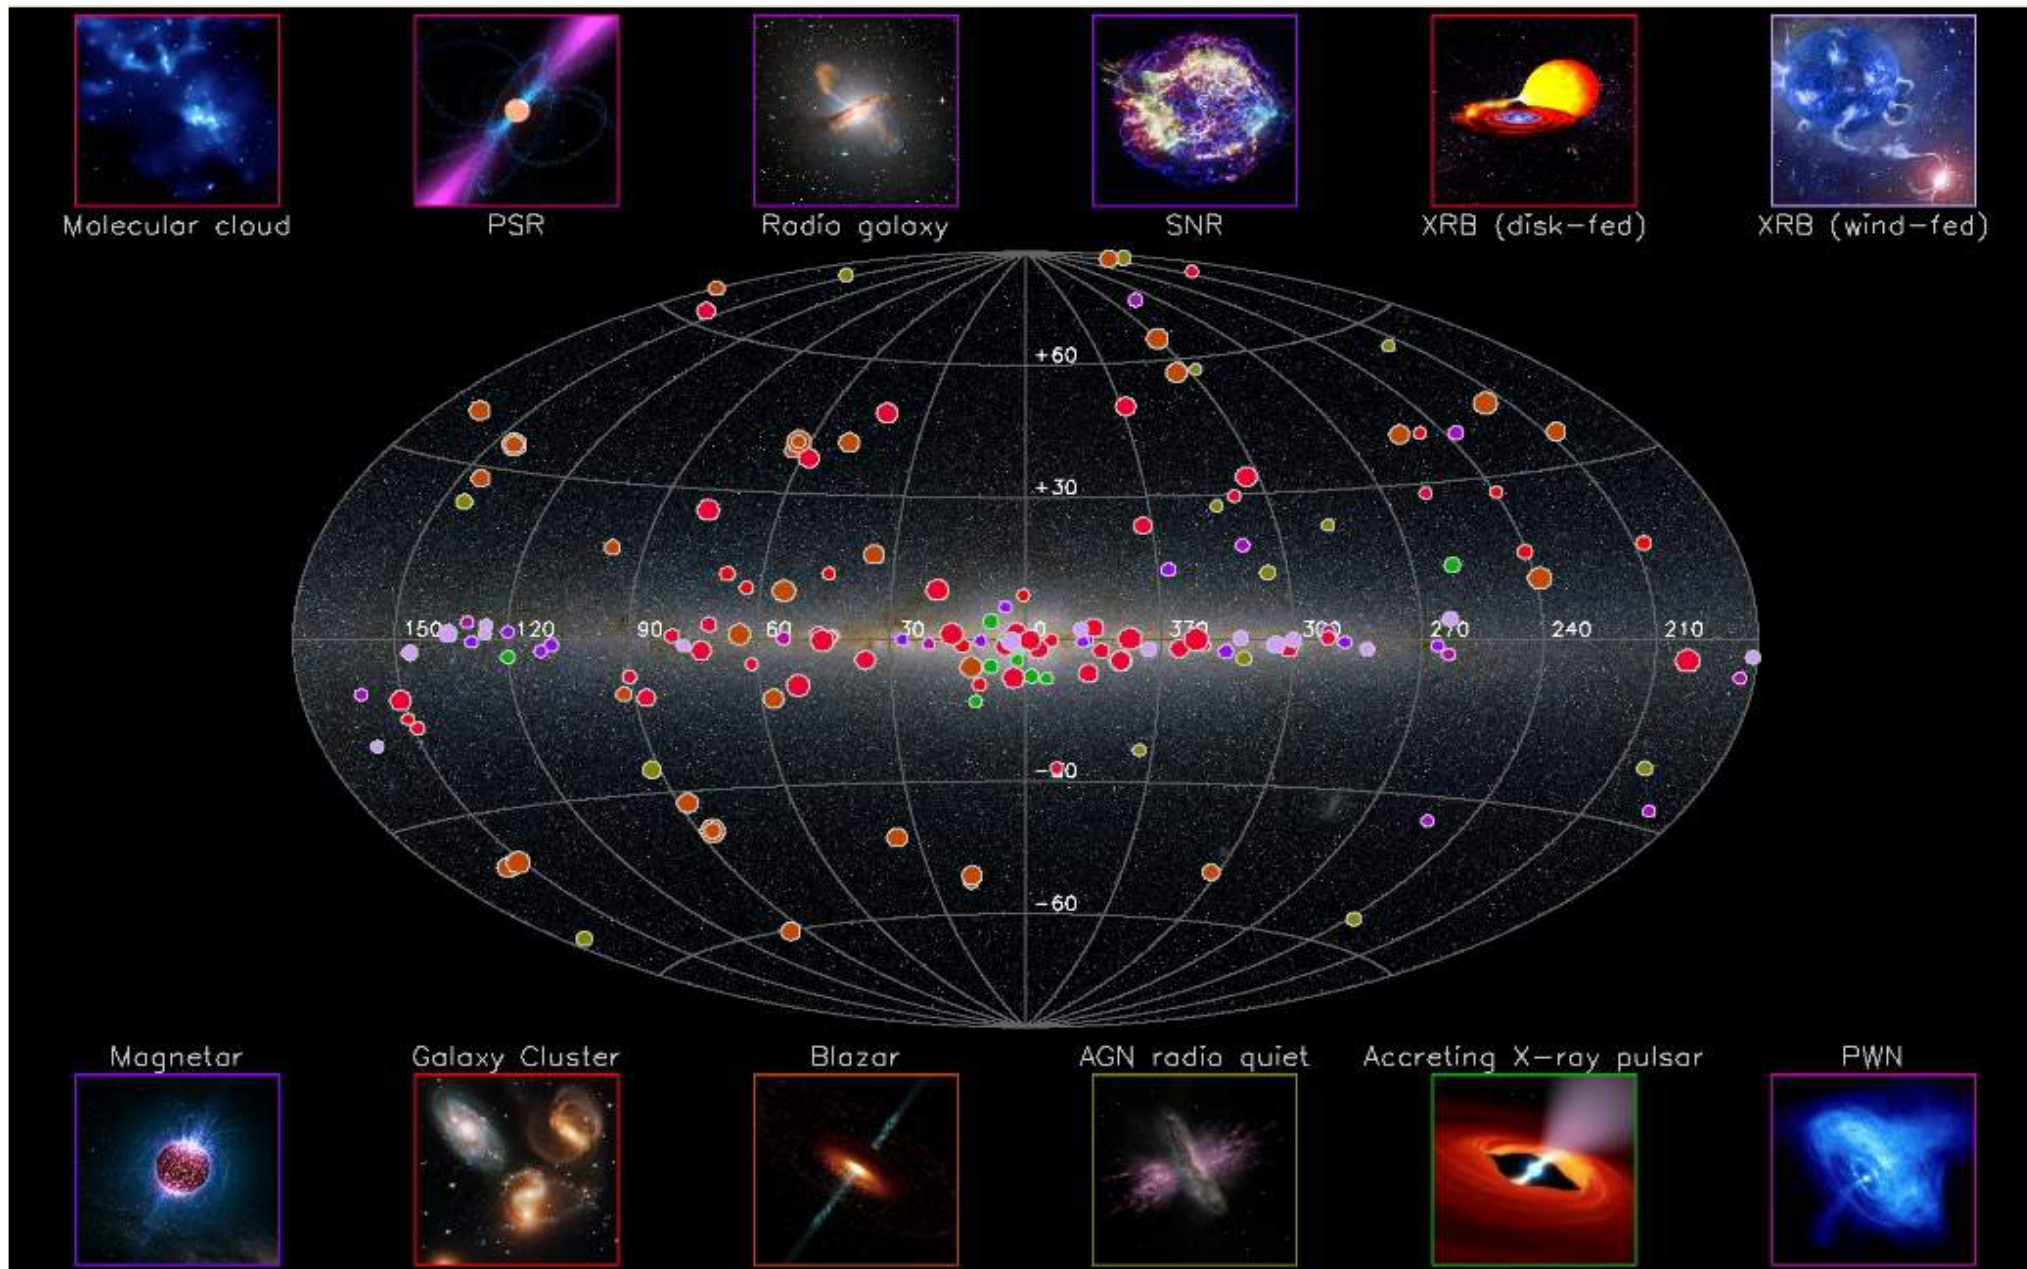 Molecular cloud
PSR
Radio galaxy
SNR
XRB (disk-fed)
XRB (wind-fed)
+60
+30
150
120
90
60
30
0
370
300
270
240
210
-60
Magnetar
Galaxy Cluster
Blazar
AGN radio quiet
Accreting X-ray pulsar
PWN